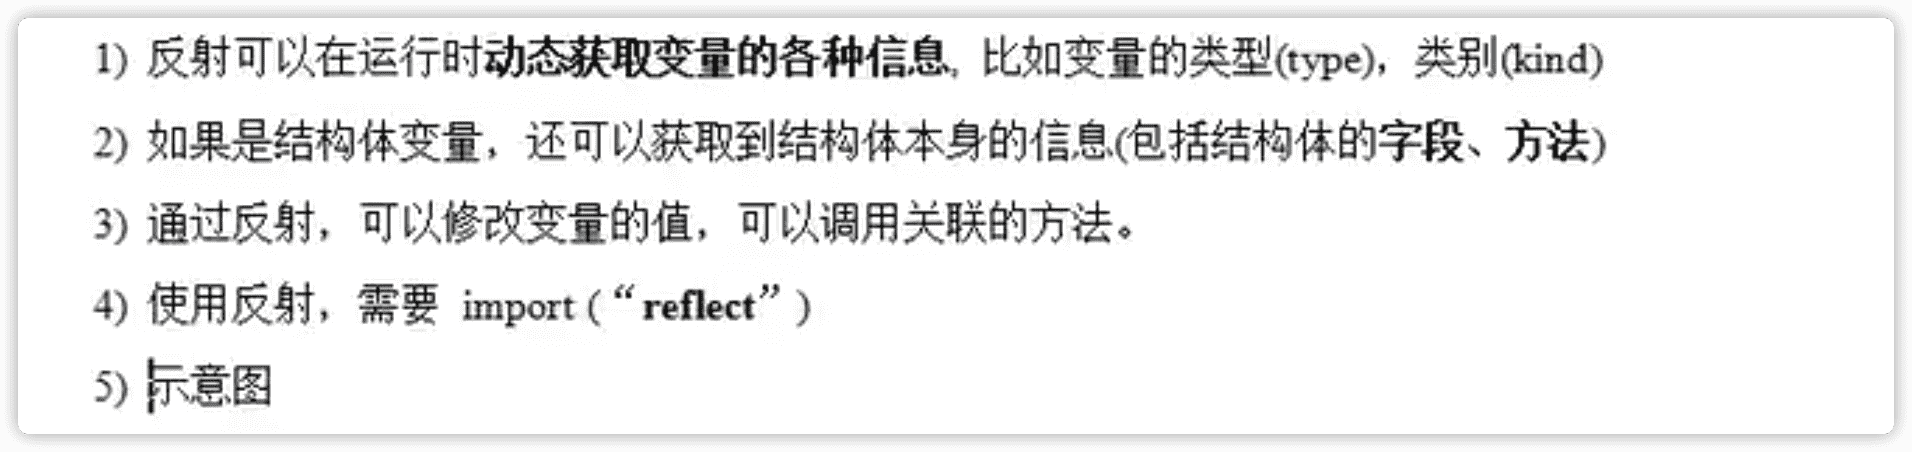 1) 反射可以在运行时动态获取变量的各种信息, 比如变量的类型(type)，类别(kind)
2) 如果是结构体变量，还可以获取到结构体本身的信息(包括结构体的字段、方法)
3) 通过反射，可以修改变量的值，可以调用关联的方法。
4) 使用反射，需要 import (“reflect”)
5) 示意图